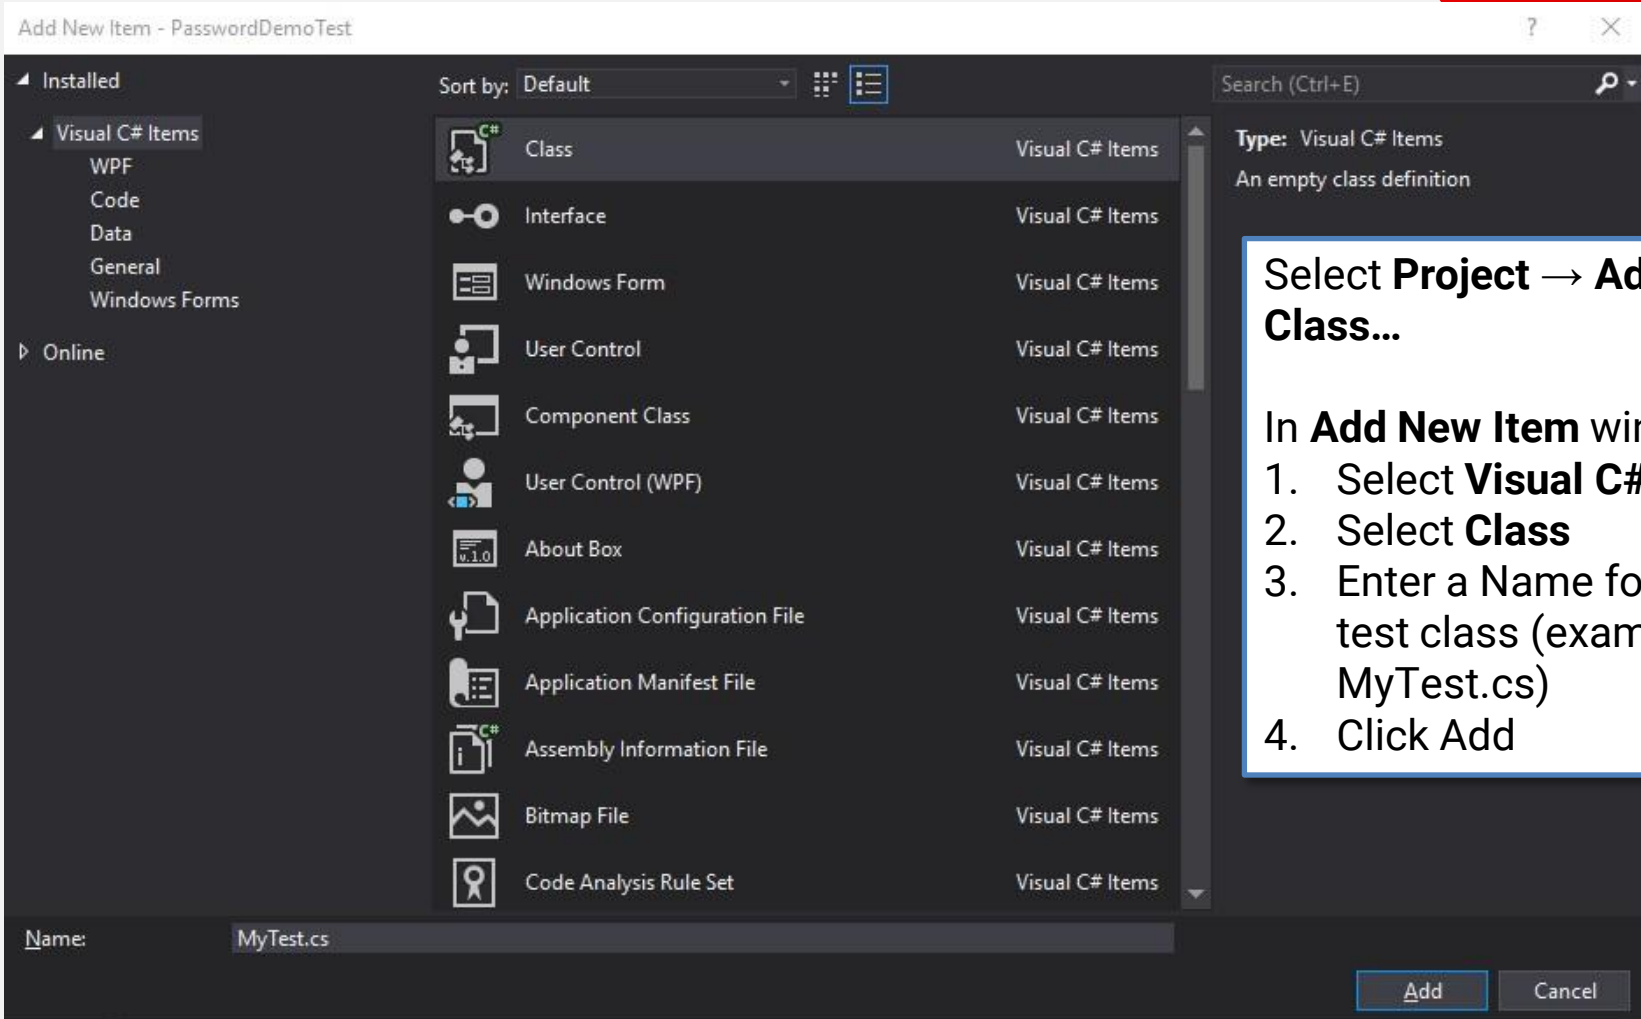 Add New Item - PasswordDemoTest
? 
Installed
Sort by: Default
Search (Ctrl+E)
Visual C# Items
WPF
Code
Data
General
Windows Forms
Online
Class Visual C# Items
Interface Visual C# Items
Windows Form Visual C# Items
User Control Visual C# Items
Component Class Visual C# Items
User Control (WPF) Visual C# Items
v.1.0
About Box Visual C# Items
Application Configuration File Visual C# Items
Application Manifest File Visual C# Items
C#
Assembly Information File Visual C# Items
Bitmap File Visual C# Items
Code Analysis Rule Set Visual C# Items
Type: Visual C# Items
An empty class definition
Select Project →
Class…
In Add New Item
1. Select Visual C#
2. Select Class
3. Enter a Name
test class
MyTest.cs)
4. Click Add
Name: MyTest.cs
Add Cancel